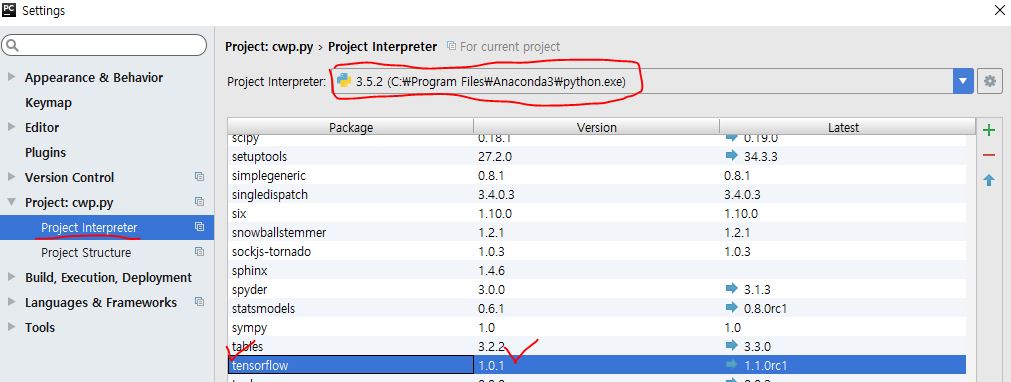 PC Settings
Project: cwp.py › Project Interpreter For current project
Appearance & Behavior
Keymap
Editor
Plugins
Version Control
Project: cwp.py
Project Interpreter
Project Structure
Build, Execution, Deployment
Languages & Frameworks
Tools
Project Interpreter: 3.5.2 (C:₩Program Files₩Anaconda3₩python.exe)
Package Version Latest
scipy 0.18.1 0.19.0
setuptools 27.2.0 34.3.3
simplegeneric 0.8.1 0.8.1
singledispatch 3.4.0.3 3.4.0.3
six 1.10.0 1.10.0
snowballstemmer 1.2.1 1.2.1
sockjs-tornado 1.0.3 1.0.3
sphinx 1.4.6
spyder 3.0.0 3.1.3
statsmodels 0.6.1 0.8.0rc1
sympy 1.0 1.0
tables 3.2.2 3.3.0
tensorflow 1.0.1 1.1.0rc1